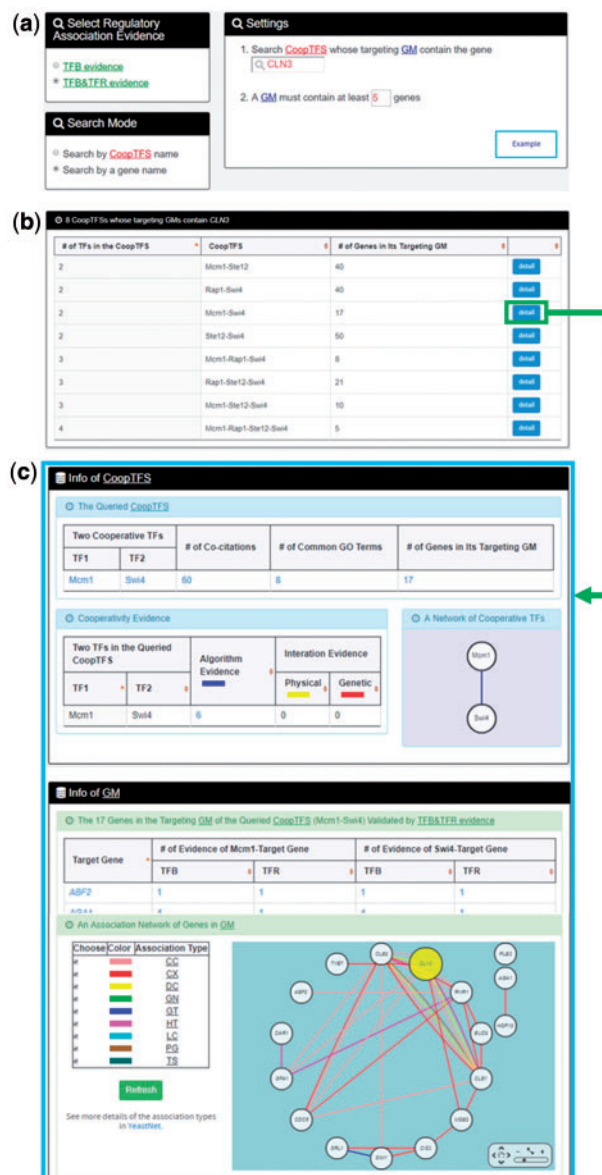 (a)
Select Regulatory
Association Evidence
TFB evidence
TFB&TFR evidence
Search Mode
Search by CoopTFS name
Search by a gene name
Settings
1. Search CoopTFS whose targeting GM contain the gene
CLN3
2. A GM must contain at least 5 genes
Example
(b)
8 CoopTFSs whose targeting GMs contain CLN3
# of TFs in the CoopTFS CoopTFS # of Genes in Its Targeting GM
2 Mcm1-Ste12 40 detail
2 Rap1-Swi4 40 detail
2 Mcm1-Swi4 17 detail
2 Ste12-Swi4 50 detail
3 Mcm1-Rap1-Swi4 8 detail
3 Rap1-Ste12-Swi4 21 detail
3 Mcm1-Ste12-Swi4 10 detail
4 Mcm1-Rap1-Ste12-Swi4 5 detail
(c)
Info of CoopTFS
The Queried CoopTFS
Two Cooperative TFs # of Co-citations # of Common GO Terms # of Genes in Its Targeting GM
TF1 TF2
Mcm1 Swi4 60 8 17
Cooperativity Evidence
Two TFs in the Queried CoopTFS Algorithm Evidence Interation Evidence
TF1 TF2 Physical Genetic
Mcm1 Swi4 6 0 0
A Network of Cooperative TFs
Mcm1
Swi4
Info of GM
The 17 Genes in the Targeting GM of the Queried CoopTFS (Mcm1-Swi4) Validated by TFB&TFR evidence
Target Gene # of Evidence of Mcm1-Target Gene # of Evidence of Swi4-Target Gene
TFB TFR TFB TFR
ABF2 1 1 1 1
An Association Network of Genes in GM
Choose Color Association Type
CC
CX
DC
GN
GT
HT
LC
PG
TS
Refresh
See more details of the association types
in YeastNet.